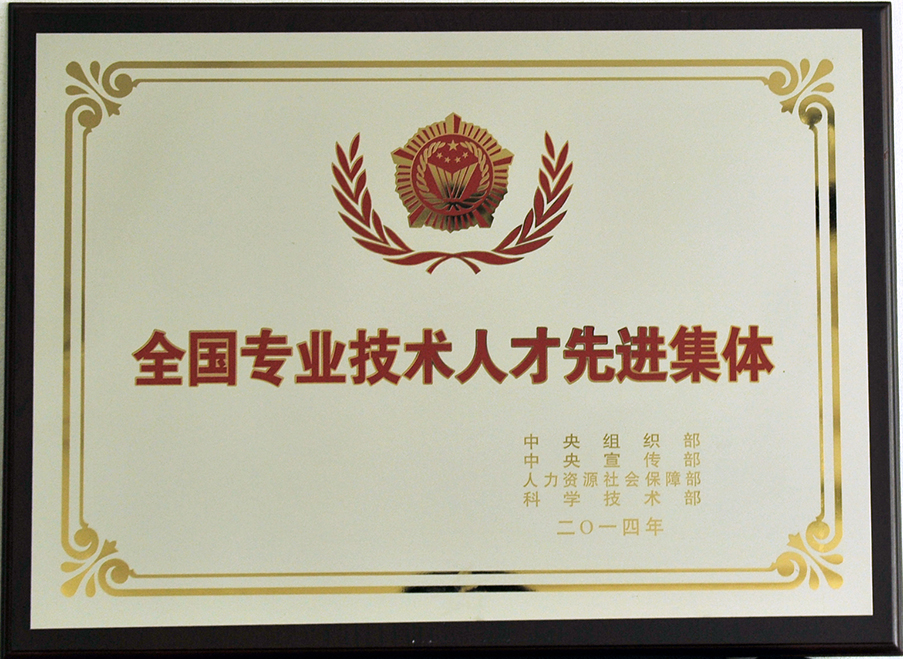 全国专业技术人才先进集体
中央组织部
中央宣传部
人力资源社会保障部
科学技术部
二〇一四年